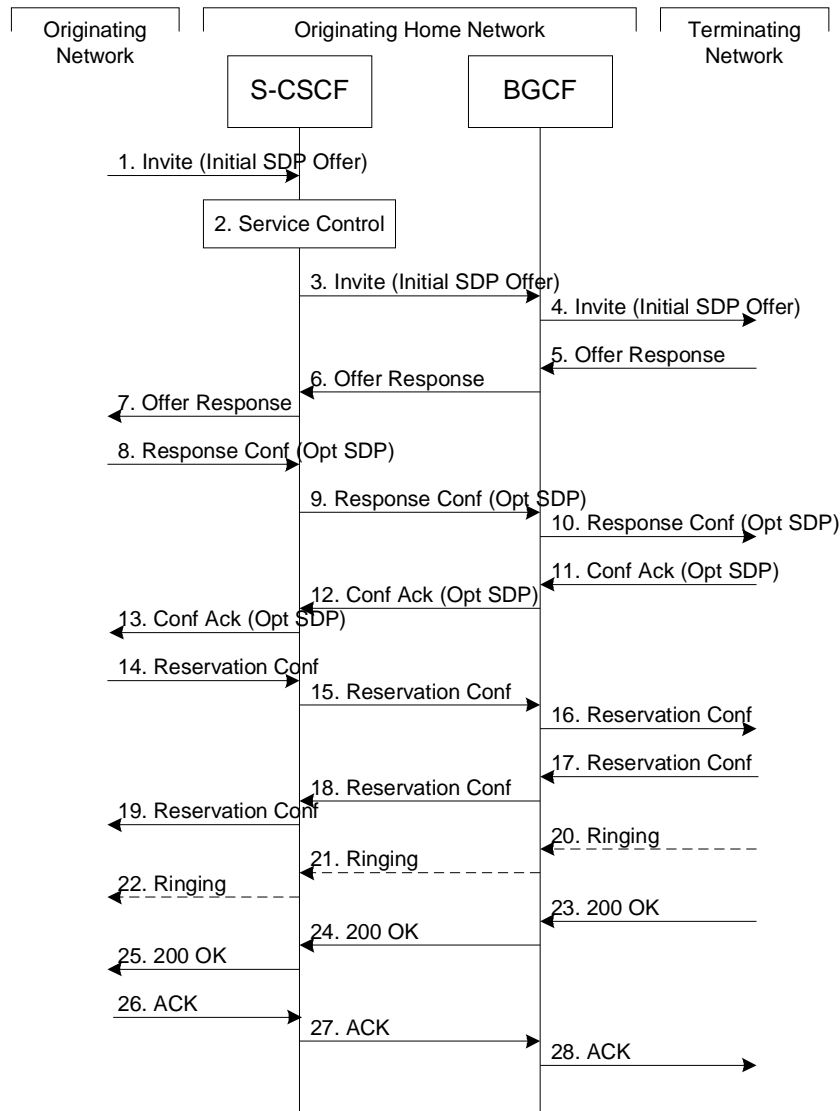 Originating
Network
Originating Home Network
Terminating
Network
S-CSCF
BGCF
1. Invite (Initial SDP Offer)
2. Service Control
3. Invite (Initial SDP Offer)
4. Invite (Initial SDP Offer)
5. Offer Response
6. Offer Response
7. Offer Response
8. Response Conf (Opt SDP)
9. Response Conf (Opt SDP)
10. Response Conf (Opt SDP)
11. Conf Ack (Opt SDP)
12. Conf Ack (Opt SDP)
13. Conf Ack (Opt SDP)
14. Reservation Conf
15. Reservation Conf
16. Reservation Conf
17. Reservation Conf
18. Reservation Conf
19. Reservation Conf
20. Ringing
21. Ringing
22. Ringing
23. 200 OK
24. 200 OK
25. 200 OK
26. ACK
27. ACK
28. ACK